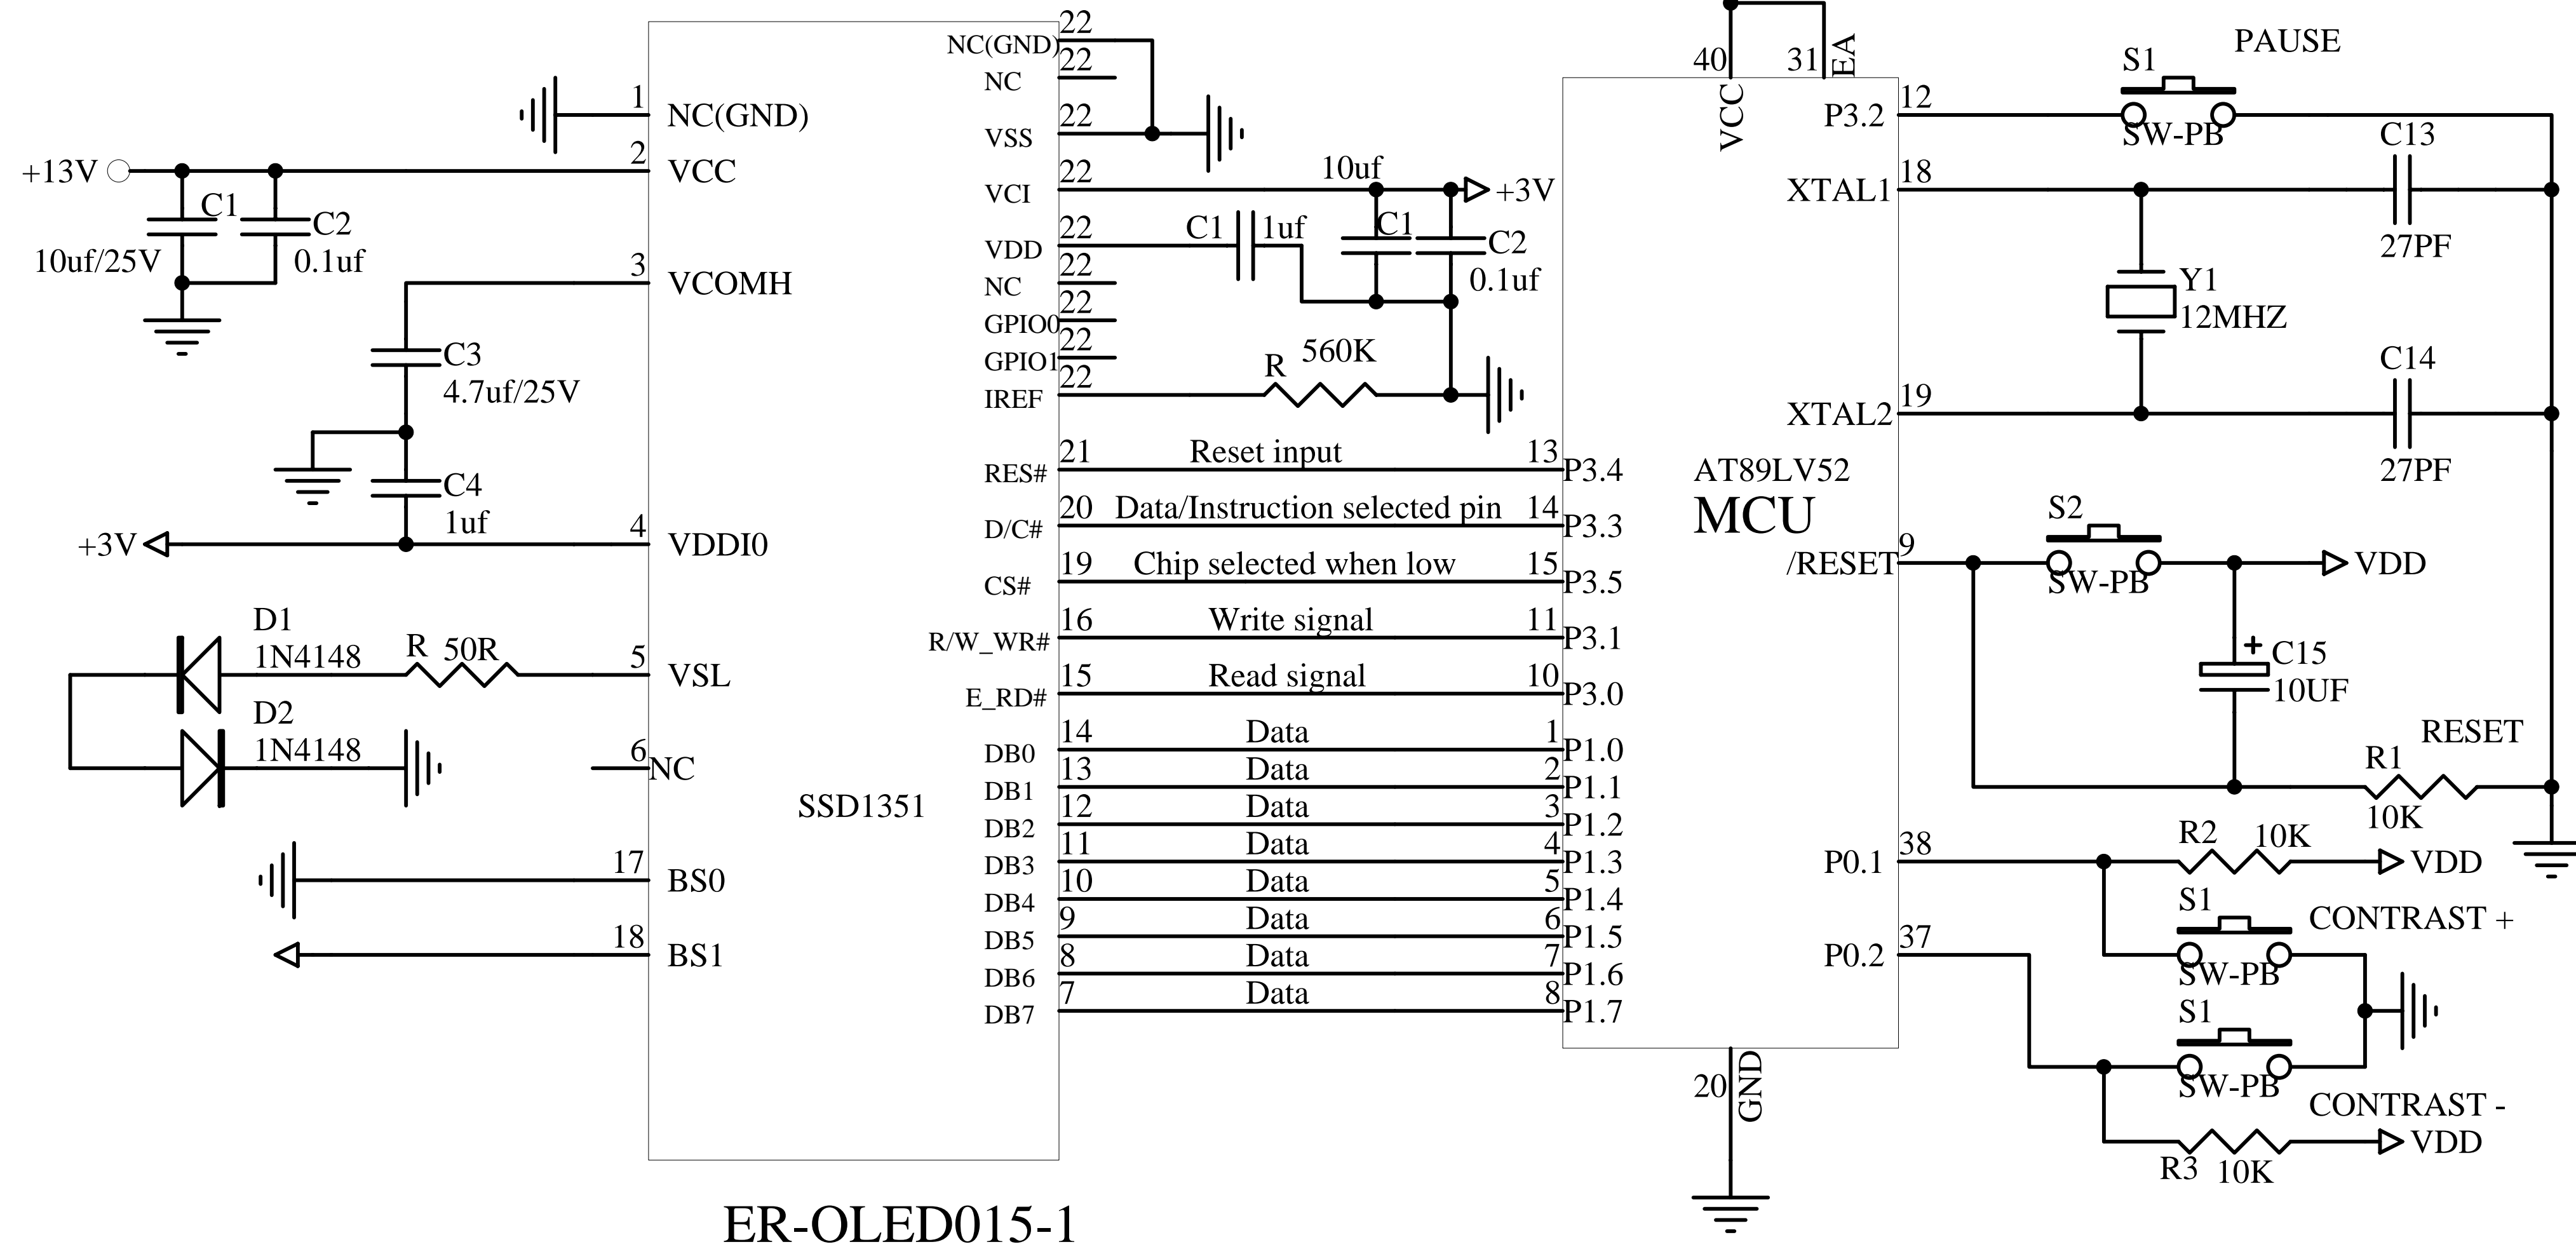 22
NC(GND)
22
NC
22
VSS
22
VCI
22
VDD
22
NC
22
GPIO0
22
GPIO1
22
IREF
1
NC(GND)
+13V
2
VCC
C1
10uf/25V
C2
0.1uf
3
VCOMH
C3
4.7uf/25V
C4
1uf
+3V
4
VDDI0
D1
1N4148
R 50R
5
VSL
D2
1N4148
6
NC
SSD1351
17
BS0
18
BS1
10uf
+3V
C1 1uf
C1
C2
0.1uf
R 560K
21 Reset input 13
RES# P3.4
20 Data/Instruction selected pin 14
D/C# P3.3
19 Chip selected when low 15
CS# P3.5
16 Write signal 11
R/W_WR# P3.1
15 Read signal 10
E_RD# P3.0
14 Data 1
DB0 P1.0
13 Data 2
DB1 P1.1
12 Data 3
DB2 P1.2
11 Data 4
DB3 P1.3
10 Data 5
DB4 P1.4
9 Data 6
DB5 P1.5
8 Data 7
DB6 P1.6
7 Data 8
DB7 P1.7
ER-OLED015-1
40
VCC
31
EA
AT89LV52
MCU
20
GND
P3.2
12
S1
SW-PB
PAUSE
XTAL1
18
C13
27PF
Y1
12MHZ
XTAL2
19
C14
27PF
/RESET
9
S2
SW-PB
VDD
+
C15
10UF
RESET
R1
10K
P0.1
38
R2 10K
VDD
S1
SW-PB
CONTRAST +
P0.2
37
S1
SW-PB
CONTRAST -
VDD
R3 10K